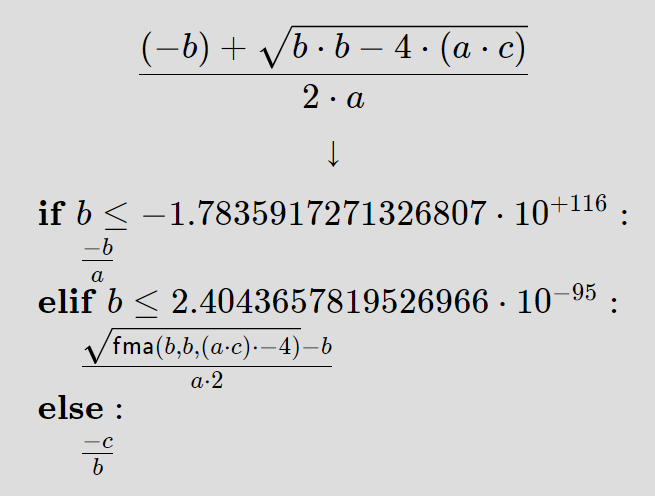 (−b) + √(b · b − 4 · (a · c))
2 · a
↓
if b ≤ −1.7835917271326807 · 10^{+116} :
−b
a
elif b ≤ 2.4043657819526966 · 10^{−95} :
√(fma(b,b,(a·c)·−4))−b
a·2
else :
−c
b